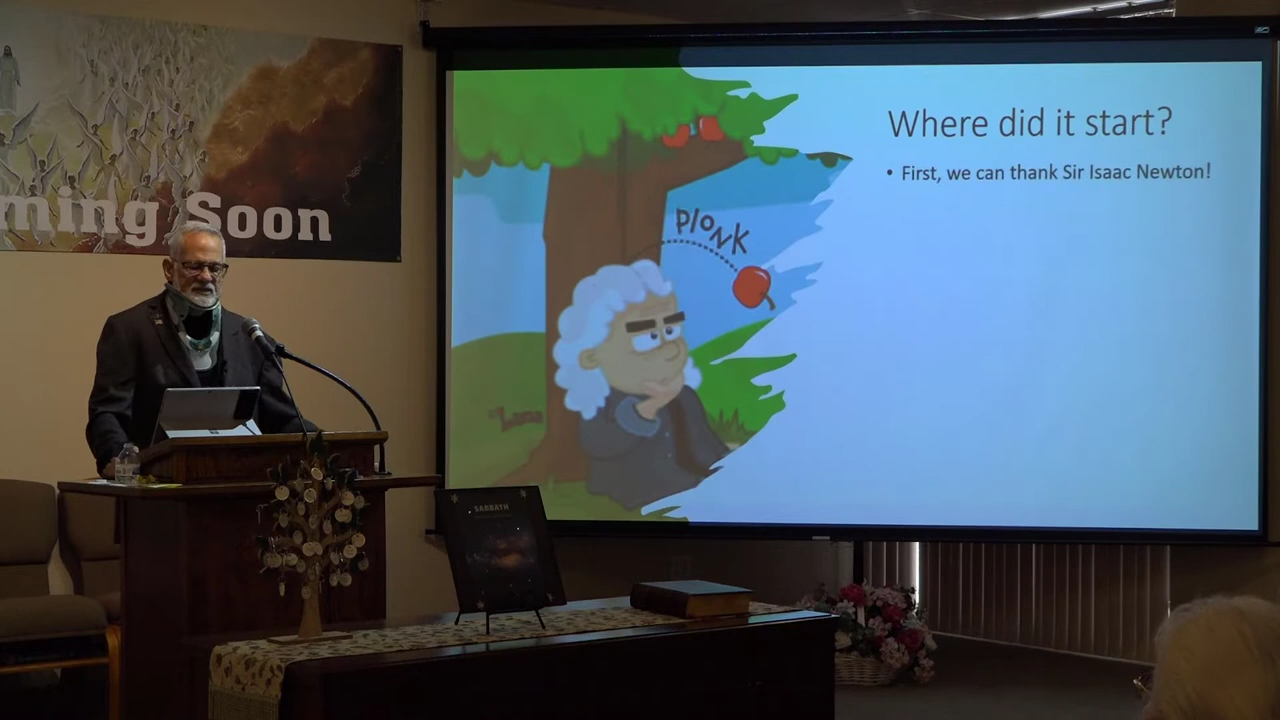 ming Soon
Where did it start?
• First, we can thank Sir Isaac Newton!
PLONK
SABBATH